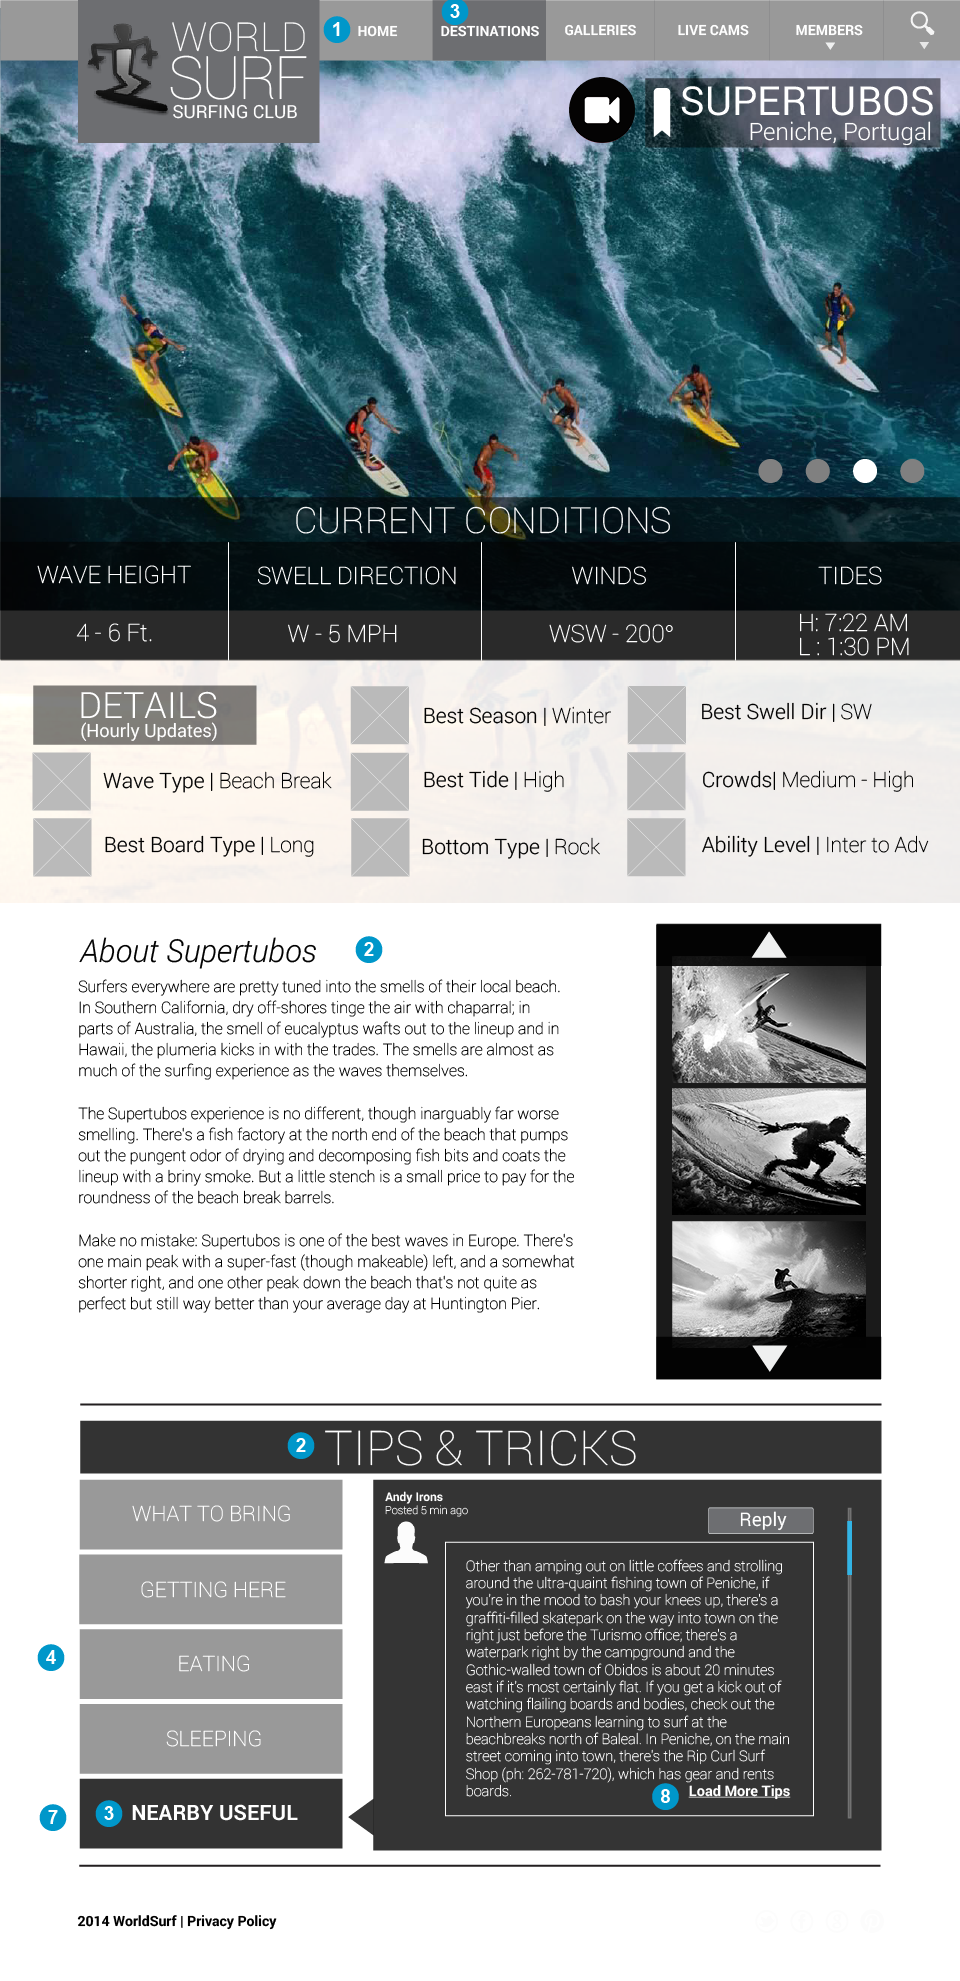 WORLD
SURF
SURFING CLUB
1 HOME
3
DESTINATIONS
GALLERIES
LIVE CAMS
MEMBERS
SUPERTUBOS
Peniche, Portugal
CURRENT CONDITIONS
WAVE HEIGHT
SWELL DIRECTION
WINDS
TIDES
4 - 6 Ft.
W - 5 MPH
WSW - 200°
H: 7:22 AM
L : 1:30 PM
DETAILS
(Hourly Updates)
Best Season | Winter
Best Swell Dir | SW
Wave Type | Beach Break
Best Tide | High
Crowds| Medium - High
Best Board Type | Long
Bottom Type | Rock
Ability Level | Inter to Adv
About Supertubos 2
Surfers everywhere are pretty tuned into the smells of their local beach.
In Southern California, dry off-shores tinge the air with chaparral; in
parts of Australia, the smell of eucalyptus wafts out to the lineup and in
Hawaii, the plumeria kicks in with the trades. The smells are almost as
much of the surfing experience as the waves themselves.
The Supertubos experience is no different, though inarguably far worse
smelling. There's a fish factory at the north end of the beach that pumps
out the pungent odor of drying and decomposing fish bits and coats the
lineup with a briny smoke. But a little stench is a small price to pay for the
roundness of the beach break barrels.
Make no mistake: Supertubos is one of the best waves in Europe. There's
one main peak with a super-fast (though makeable) left, and a somewhat
shorter right, and one other peak down the beach that's not quite as
perfect but still way better than your average day at Huntington Pier.
2 TIPS & TRICKS
WHAT TO BRING
GETTING HERE
4 EATING
SLEEPING
7 3 NEARBY USEFUL
Andy Irons
Posted 5 min ago
Reply
Other than amping out on little coffees and strolling
around the ultra-quaint fishing town of Peniche, if
you're in the mood to bash your knees up, there's a
graffiti-filled skatepark on the way into town on the
right just before the Turismo office; there's a
waterpark right by the campground and the
Gothic-walled town of Obidos is about 20 minutes
east if it's most certainly flat. If you get a kick out of
watching flailing boards and bodies, check out the
Northern Europeans learning to surf at the
beachbreaks north of Baleal. In Peniche, on the main
street coming into town, there's the Rip Curl Surf
Shop (ph: 262-781-720), which has gear and rents
boards.
8 Load More Tips
2014 WorldSurf | Privacy Policy